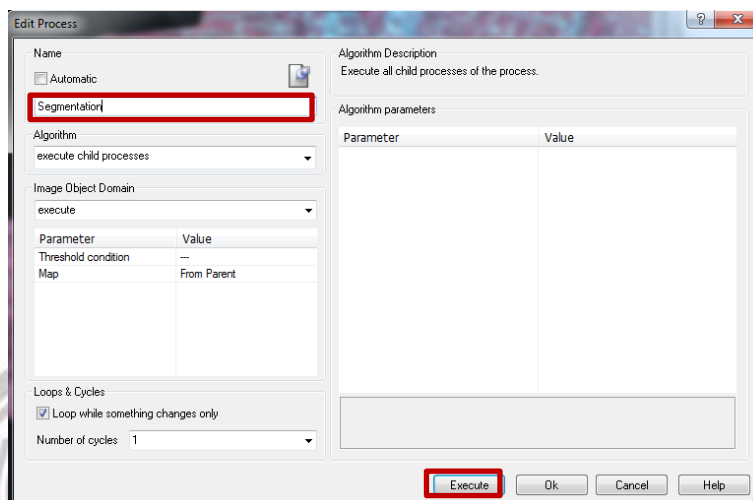 Edit Process
?
X
Name
Automatic
Segmentation
Algorithm
execute child processes
Image Object Domain
execute
Parameter Value
Threshold condition ---
Map From Parent
Loops & Cycles
Loop while something changes only
Number of cycles 1
Algorithm Description
Execute all child processes of the process.
Algorithm parameters
Parameter Value
Execute Ok Cancel Help